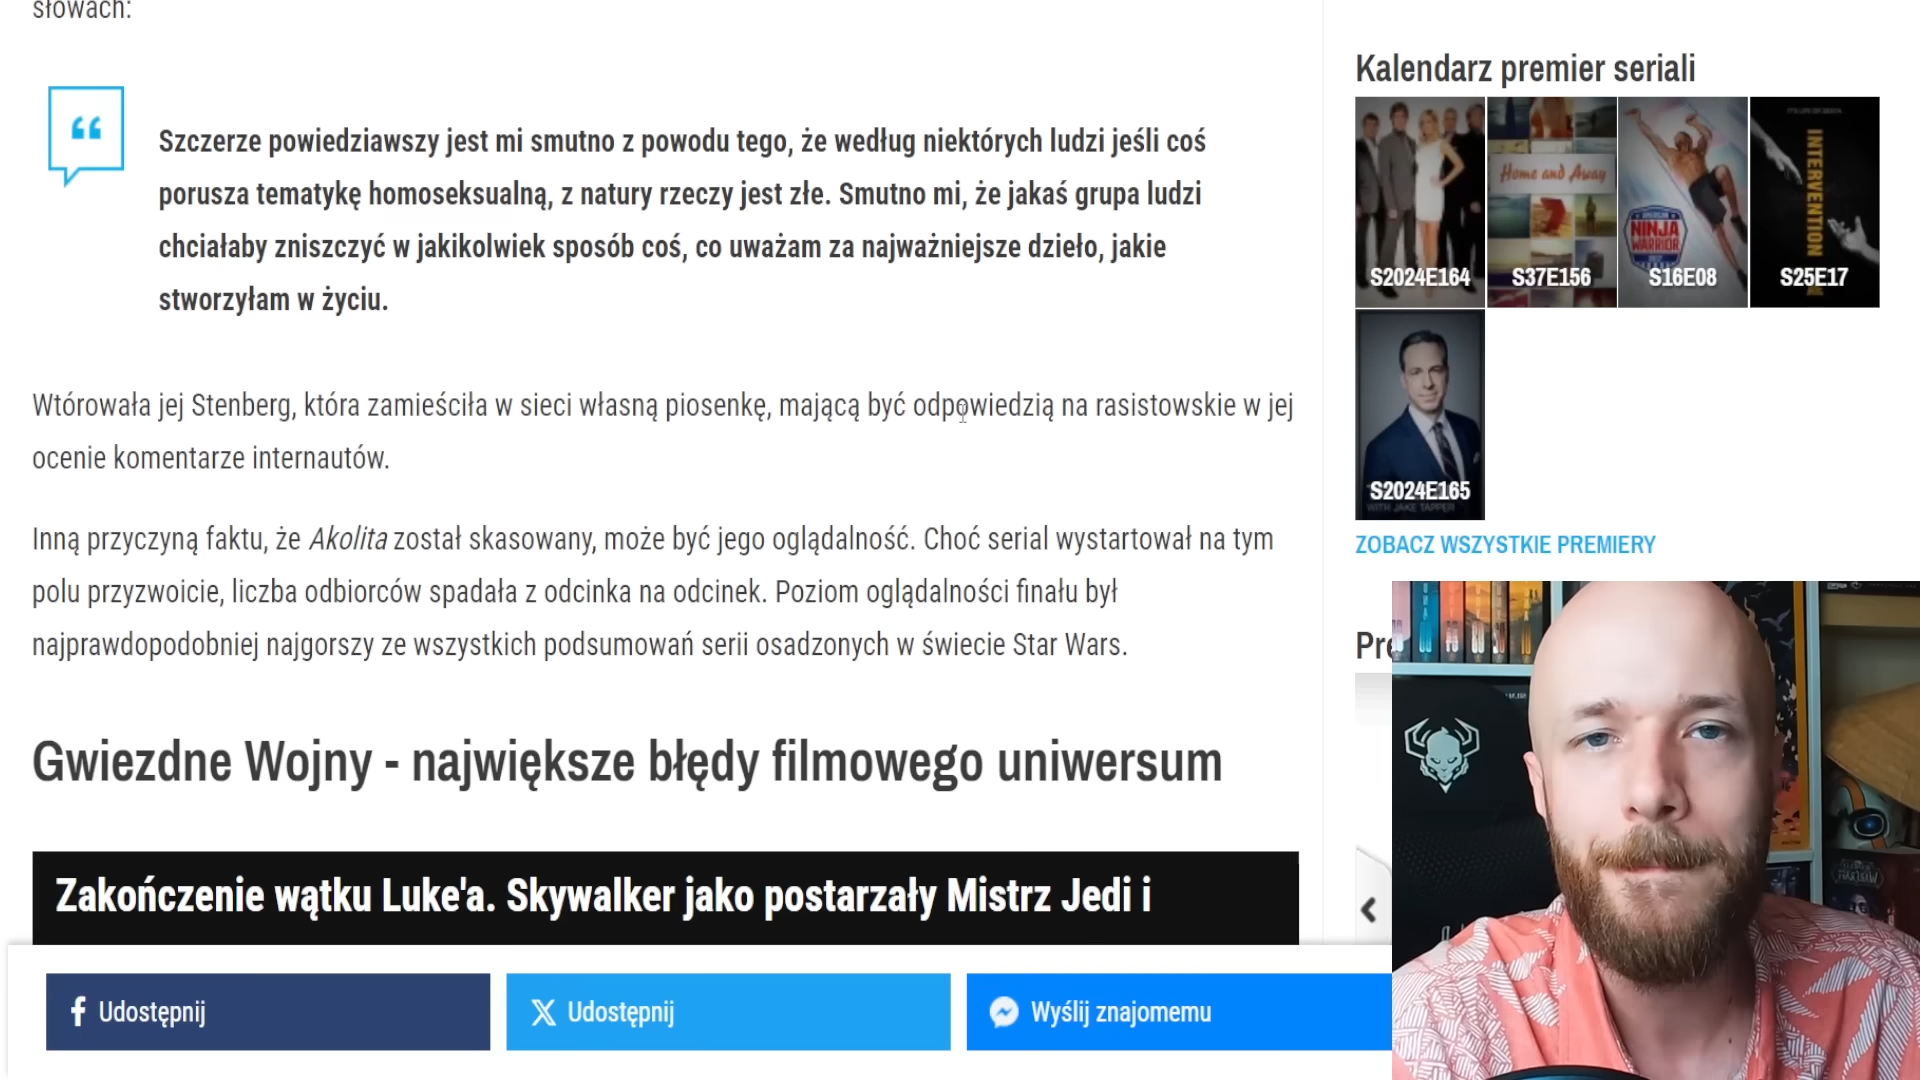 słowach:
Szczerze powiedziawszy jest mi smutno z powodu tego, że według niektórych ludzi jeśli coś
porusza tematykę homoseksualną, z natury rzeczy jest złe. Smutno mi, że jakaś grupa ludzi
chciałaby zniszczyć w jakikolwiek sposób coś, co uważam za najważniejsze dzieło, jakie
stworzyłam w życiu.
Wtórowała jej Stenberg, która zamieściła w sieci własną piosenkę, mającą być odpowiedzią na rasistowskie w jej
ocenie komentarze internautów.
Inną przyczyną faktu, że Akolita został skasowany, może być jego oglądalność. Choć serial wystartował na tym
polu przyzwoicie, liczba odbiorców spadała z odcinka na odcinek. Poziom oglądalności finału był
najprawdopodobniej najgorszy ze wszystkich podsumowań serii osadzonych w świecie Star Wars.
Gwiezdne Wojny - największe błędy filmowego uniwersum
Zakończenie wątku Luke'a. Skywalker jako postarzały Mistrz Jedi i
Udostępnij
Udostępnij
Wyślij znajomemu
Kalendarz premier seriali
S2024E164
Home and Away
S37E156
NINJA
WARRIOR
S16E08
INTERVENTION
S25E17
S2024E165
WITH JAKE TAPPER
ZOBACZ WSZYSTKIE PREMIERY
Pre